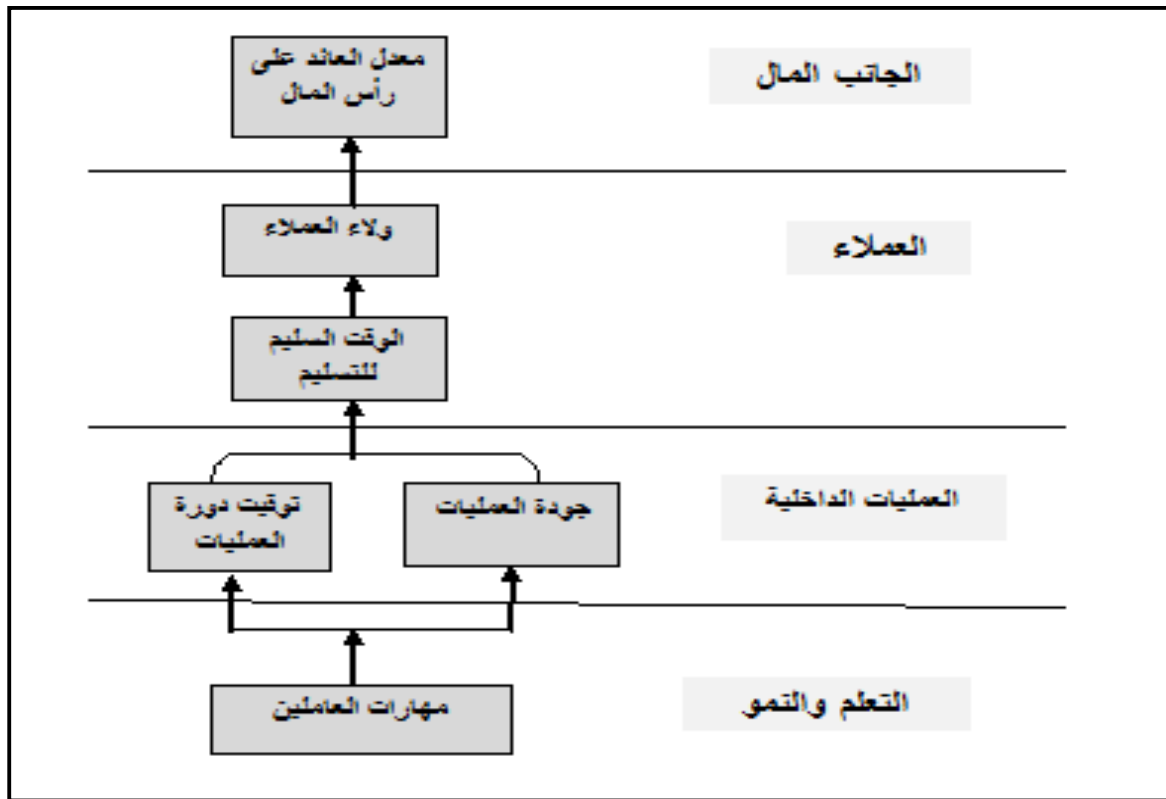 الجانب المال
معدل العائد على
رأس المال
العملاء
ولاء العملاء
الوقت السليم
للتسليم
العمليات الداخلية
جودة العمليات
توقيت دورة
العمليات
التعلم والنمو
مهارات العاملين